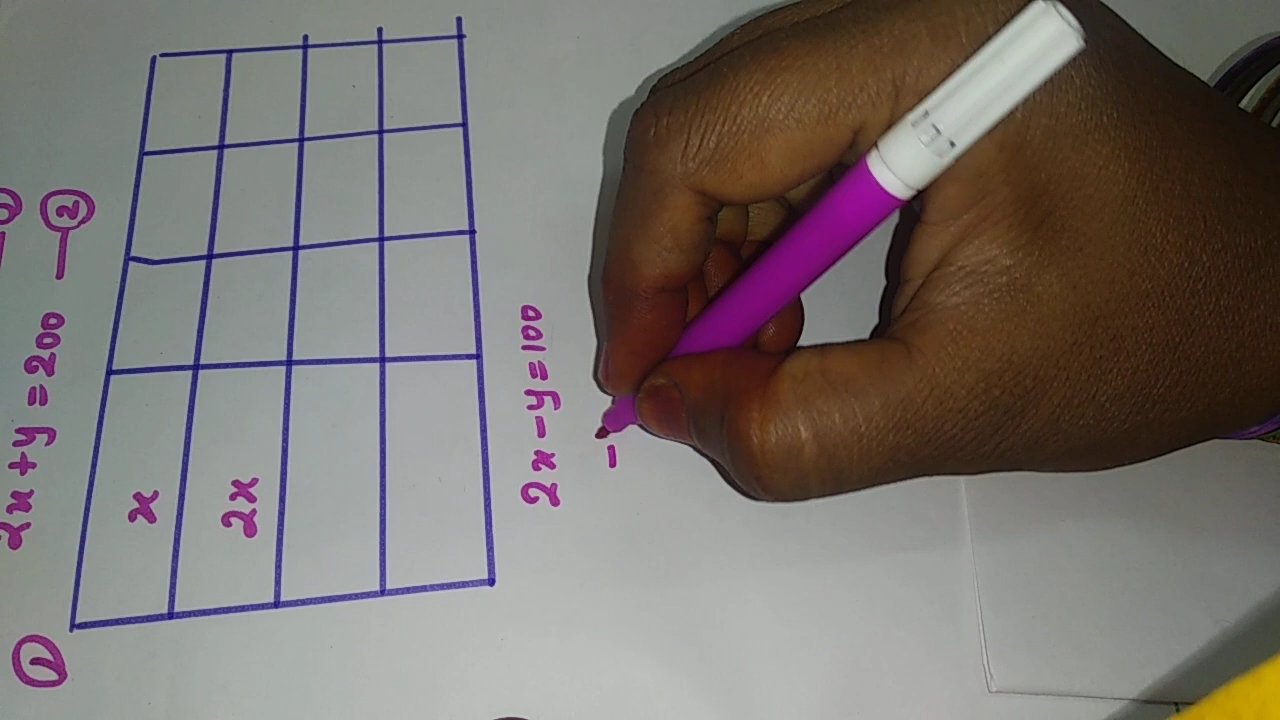 2x + y = 200 — ②
①
x
2x
2x - y = 100
-